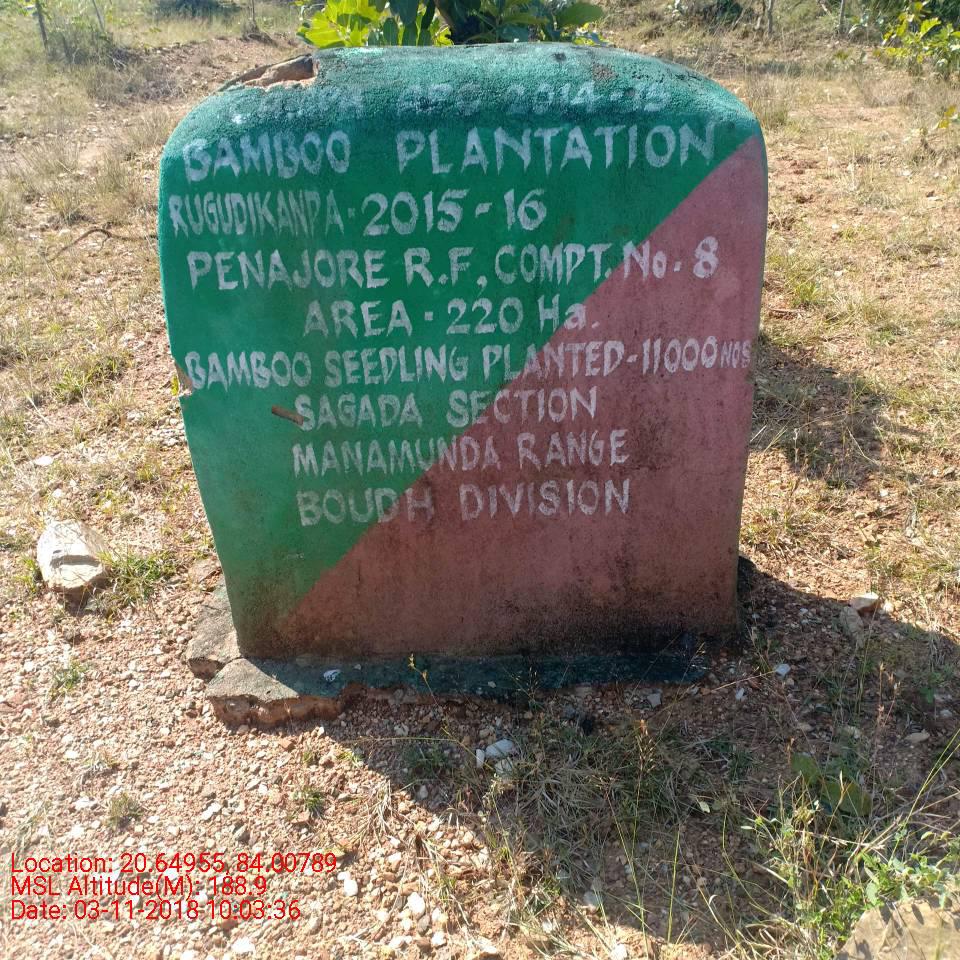 2014-15
BAMBOO PLANTATION
RUGUDIKANPA - 2015 - 16
PENAJORE R.F, COMPT. No - 8
AREA - 220 Ha.
BAMBOO SEEDLING PLANTED - 11000 NOS
SAGADA SECTION
MANAMUNDA RANGE
BOUDH DIVISION
Location: 20.64955, 84.00789
MSL Altitude(M): 188.9
Date: 03-11-2018 10:03:36